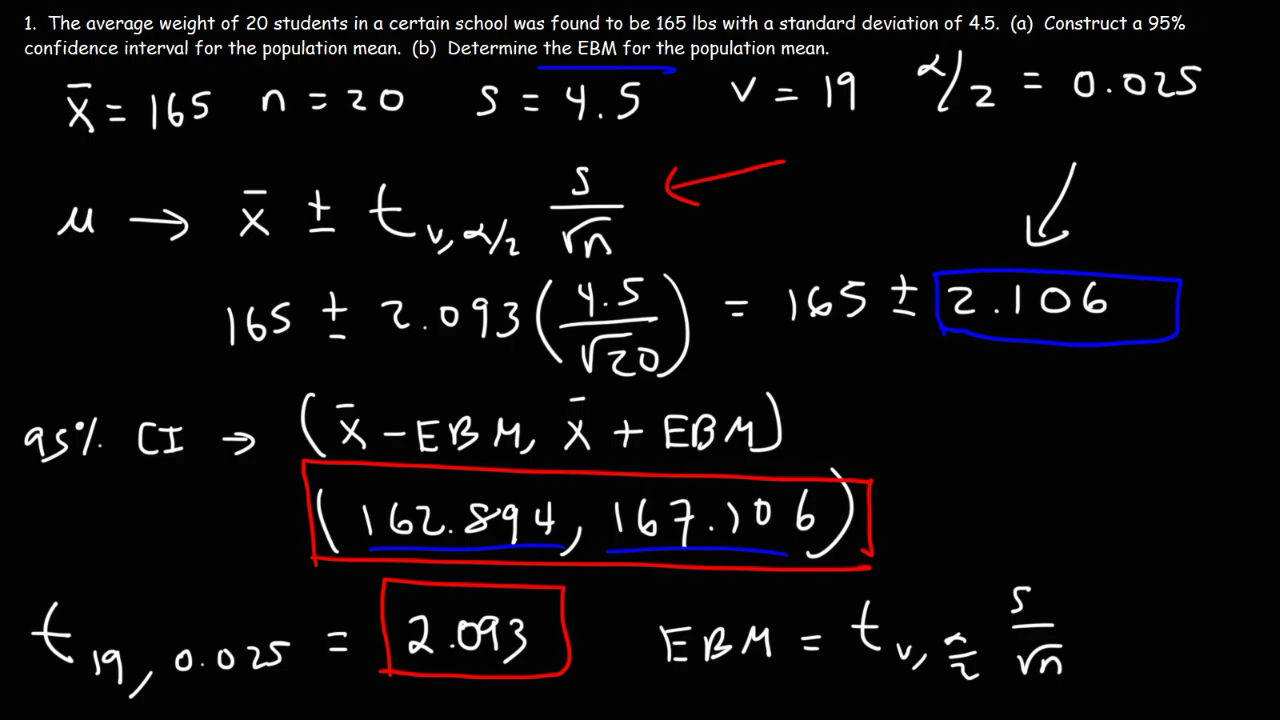 1. The average weight of 20 students in a certain school was found to be 165 lbs with a standard deviation of 4.5. (a) Construct a 95%
confidence interval for the population mean. (b) Determine the EBM for the population mean.
x̄ = 165 n = 20 s = 4.5 v = 19 α/2 = 0.025
μ → x̄ ± t_{v, α/2} s/√n
165 ± 2.093 (4.5/√20) = 165 ± 2.106
95% CI → (x̄ - EBM, x̄ + EBM)
(162.894, 167.106)
t_{19, 0.025} = 2.093 EBM = t_{v, α/2} s/√n